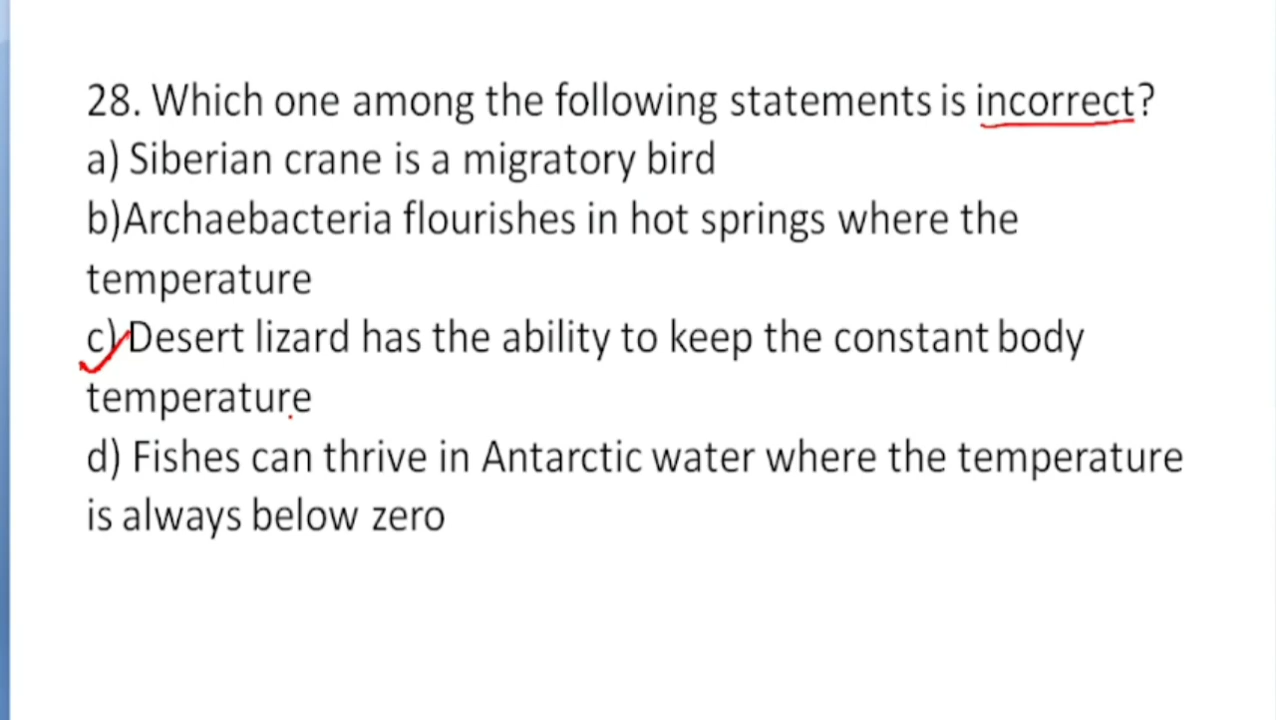 28. Which one among the following statements is incorrect?
a) Siberian crane is a migratory bird
b)Archaebacteria flourishes in hot springs where the
temperature
c) Desert lizard has the ability to keep the constant body
temperature
d) Fishes can thrive in Antarctic water where the temperature
is always below zero